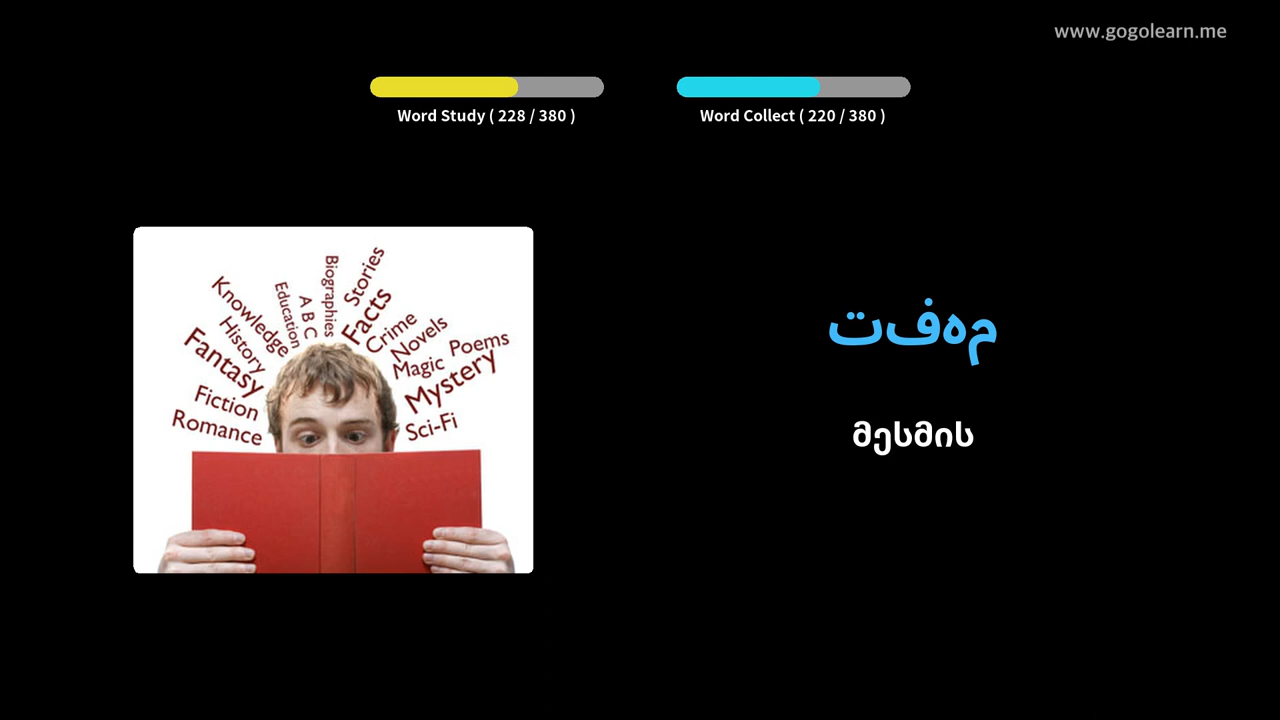 www.gogolearn.me
Word Study ( 228 / 380 )
Word Collect ( 220 / 380 )
Biographies
Stories
Education
A B C
Facts
Knowledge
Crime
History
Novels
Fantasy
Magic
Poems
Mystery
Fiction
Romance
Sci-Fi
مهفت
მესმის